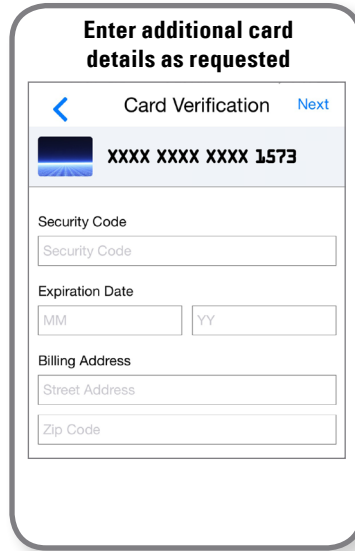 Enter additional card
details as requested
Card Verification Next
XXXX XXXX XXXX 1573
Security Code
Security Code
Expiration Date
MM YY
Billing Address
Street Address
Zip Code